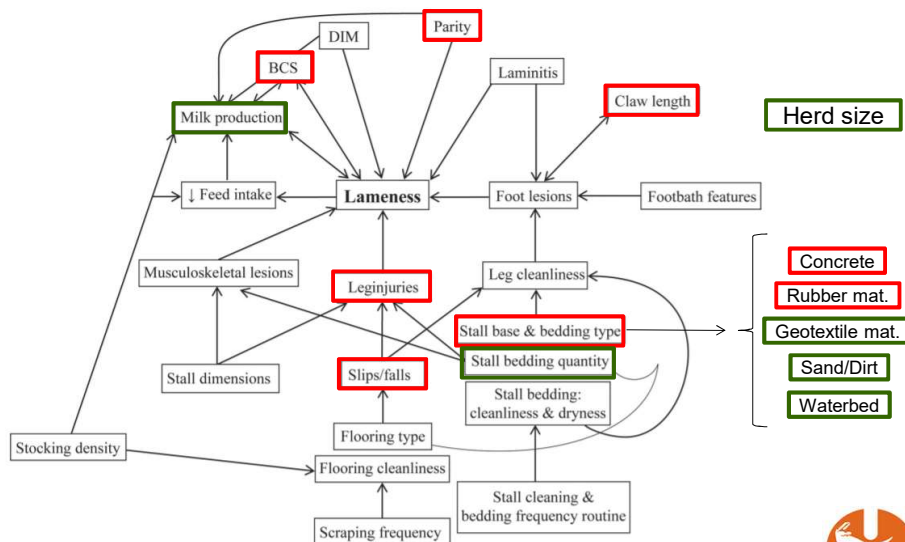 Parity
DIM
BCS
Laminitis
Claw length
Milk production
Herd size
↓ Feed intake
Lameness
Foot lesions
Footbath features
Musculoskeletal lesions
Leg cleanliness
Concrete
Leginjuries
Rubber mat.
Stall base & bedding type
Geotextile mat.
Stall bedding quantity
Stall dimensions
Slips/falls
Sand/Dirt
Stall bedding:
cleanliness & dryness
Waterbed
Flooring type
Stocking density
Flooring cleanliness
Stall cleaning &
bedding frequency routine
Scraping frequency